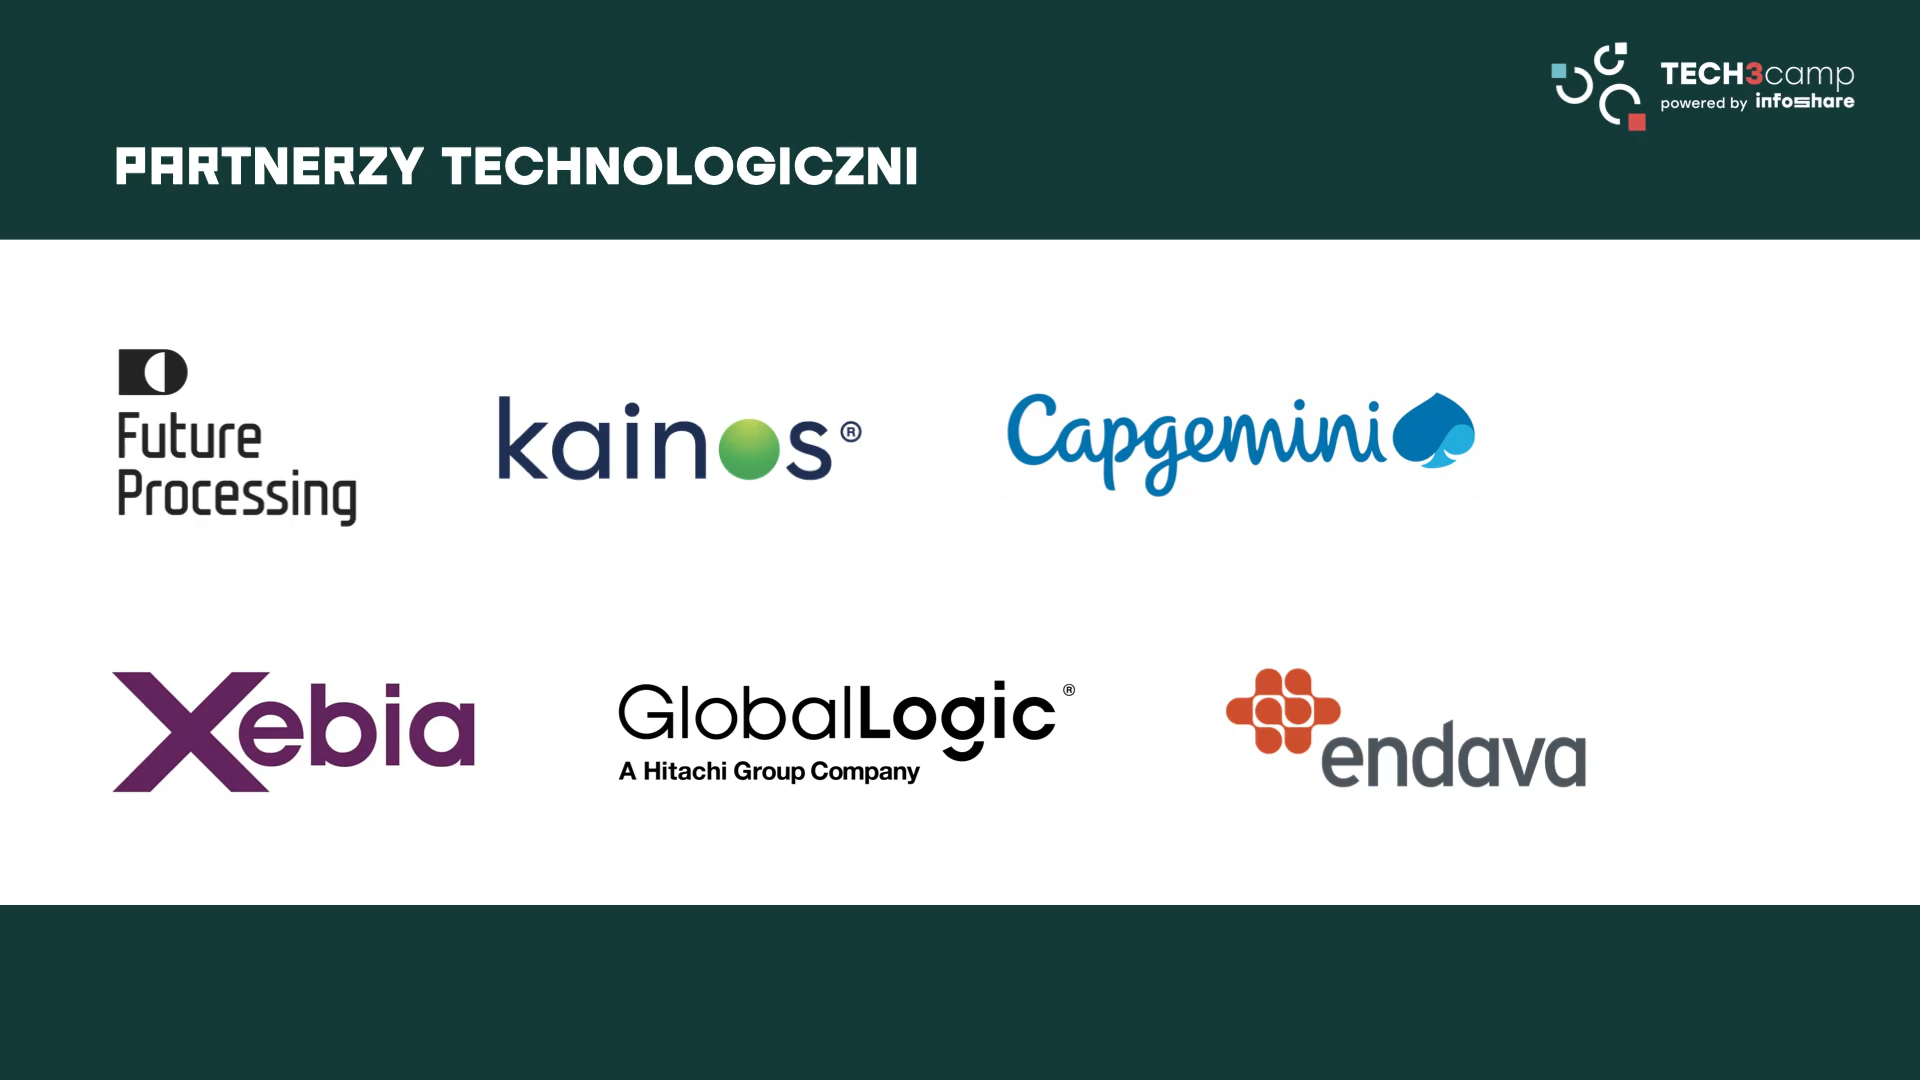 TECH3camp
powered by infoshare
PARTNERZY TECHNOLOGICZNI
Future
Processing
kainos®
Capgemini
Xebia
GlobalLogic®
A Hitachi Group Company
endava